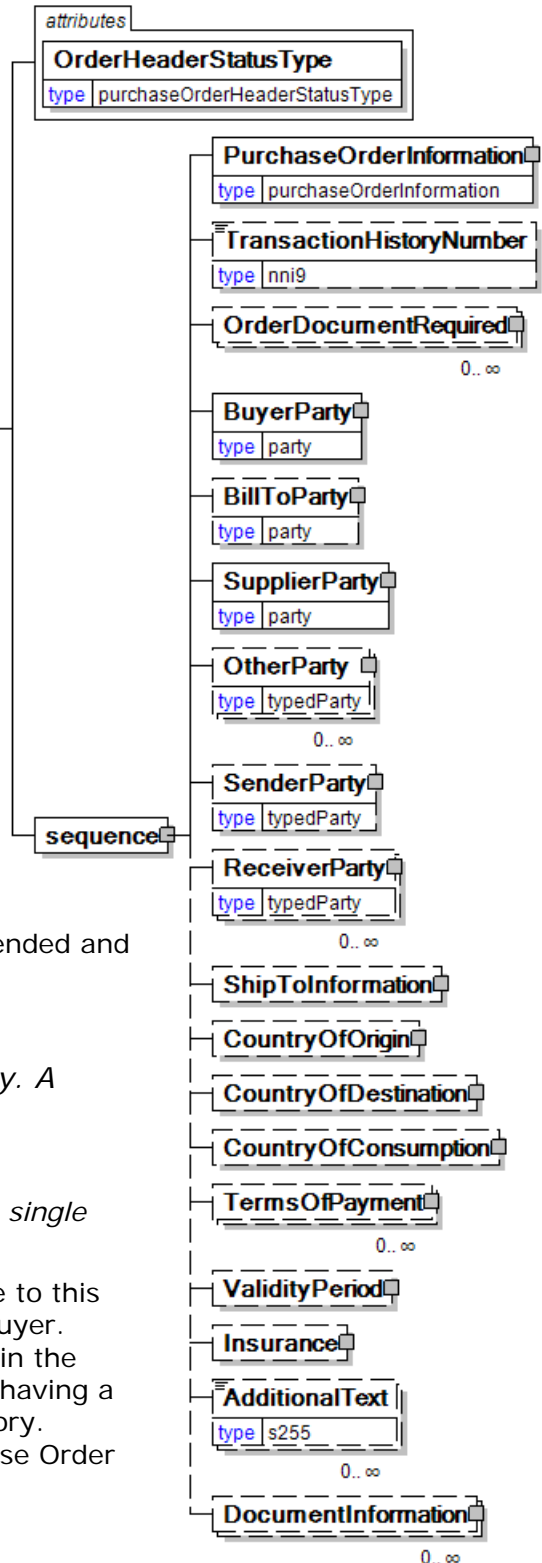 attributes
OrderHeaderStatusType
type purchaseOrderHeaderStatusType
PurchaseOrderInformation
type purchaseOrderInformation
TransactionHistoryNumber
type nni9
OrderDocumentRequired
0.. ∞
BuyerParty
type party
BillToParty
type party
SupplierParty
type party
OtherParty
type typedParty
0.. ∞
SenderParty
type typedParty
sequence
ReceiverParty
type typedParty
0.. ∞
ended and
ShipToInformation
CountryOfOrigin
y. A
CountryOfDestination
CountryOfConsumption
single
TermsOfPayment
0.. ∞
e to this
ValidityPeriod
uyer.
in the
Insurance
having a
AdditionalText
ory.
type s255
se Order
0.. ∞
DocumentInformation
0.. ∞